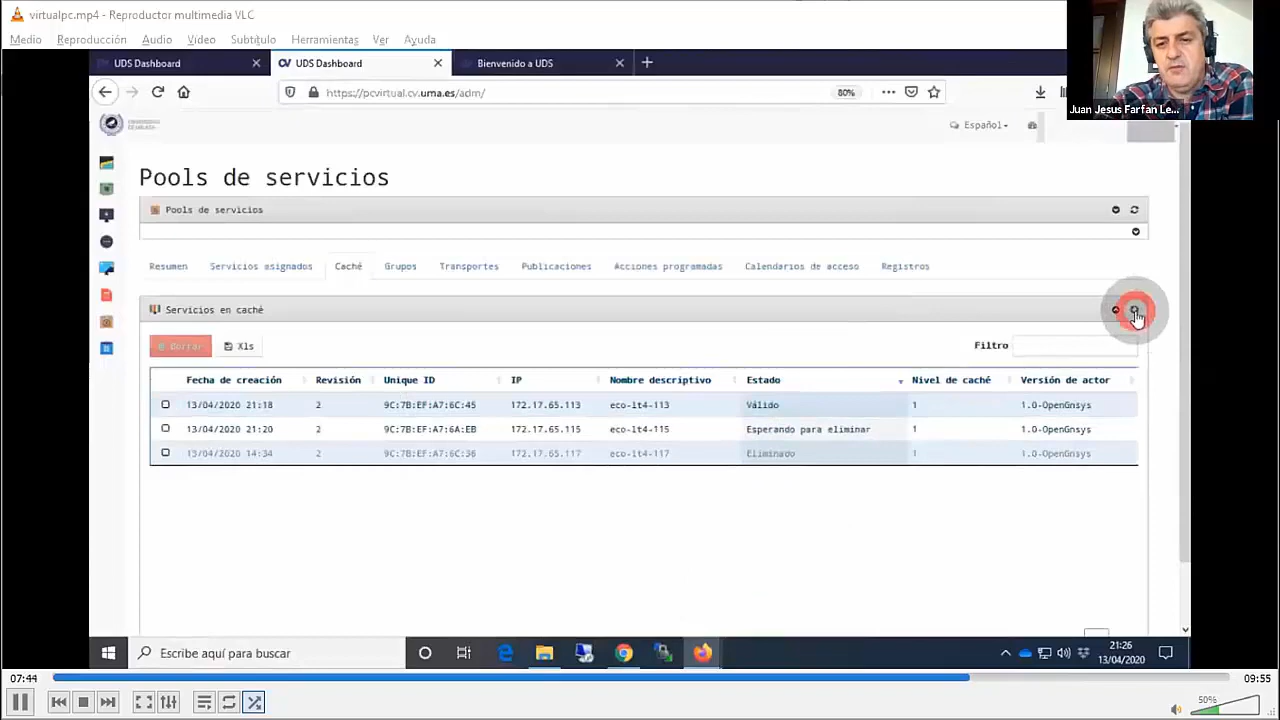 virtualpc.mp4 - Reproductor multimedia VLC
Medio Reproducción Audio Vídeo Subtítulo Herramientas Ver Ayuda
UDS Dashboard UDS Dashboard Bienvenido a UDS
https://pcvirtual.cv.uma.es/adm/ 80%
Juan Jesus Farfan Le...
UNIVERSIDAD
DE MÁLAGA
Español
Pools de servicios
Pools de servicios
Resumen Servicios asignados Caché Grupos Transportes Publicaciones Acciones programadas Calendarios de acceso Registros
Servicios en caché
Borrar Xls Filtro
Fecha de creación Revisión Unique ID IP Nombre descriptivo Estado Nivel de caché Versión de actor
13/04/2020 21:18 2 9C:7B:EF:A7:6C:45 172.17.65.113 eco-lt4-113 Válido 1 1.0-OpenGnsys
13/04/2020 21:20 2 9C:7B:EF:A7:6A:EB 172.17.65.115 eco-lt4-115 Esperando para eliminar 1 1.0-OpenGnsys
13/04/2020 14:34 2 9C:7B:EF:A7:6C:36 172.17.65.117 eco-lt4-117 Eliminado 1 1.0-OpenGnsys
Escribe aquí para buscar
21:26
13/04/2020
07:44 09:55
50%